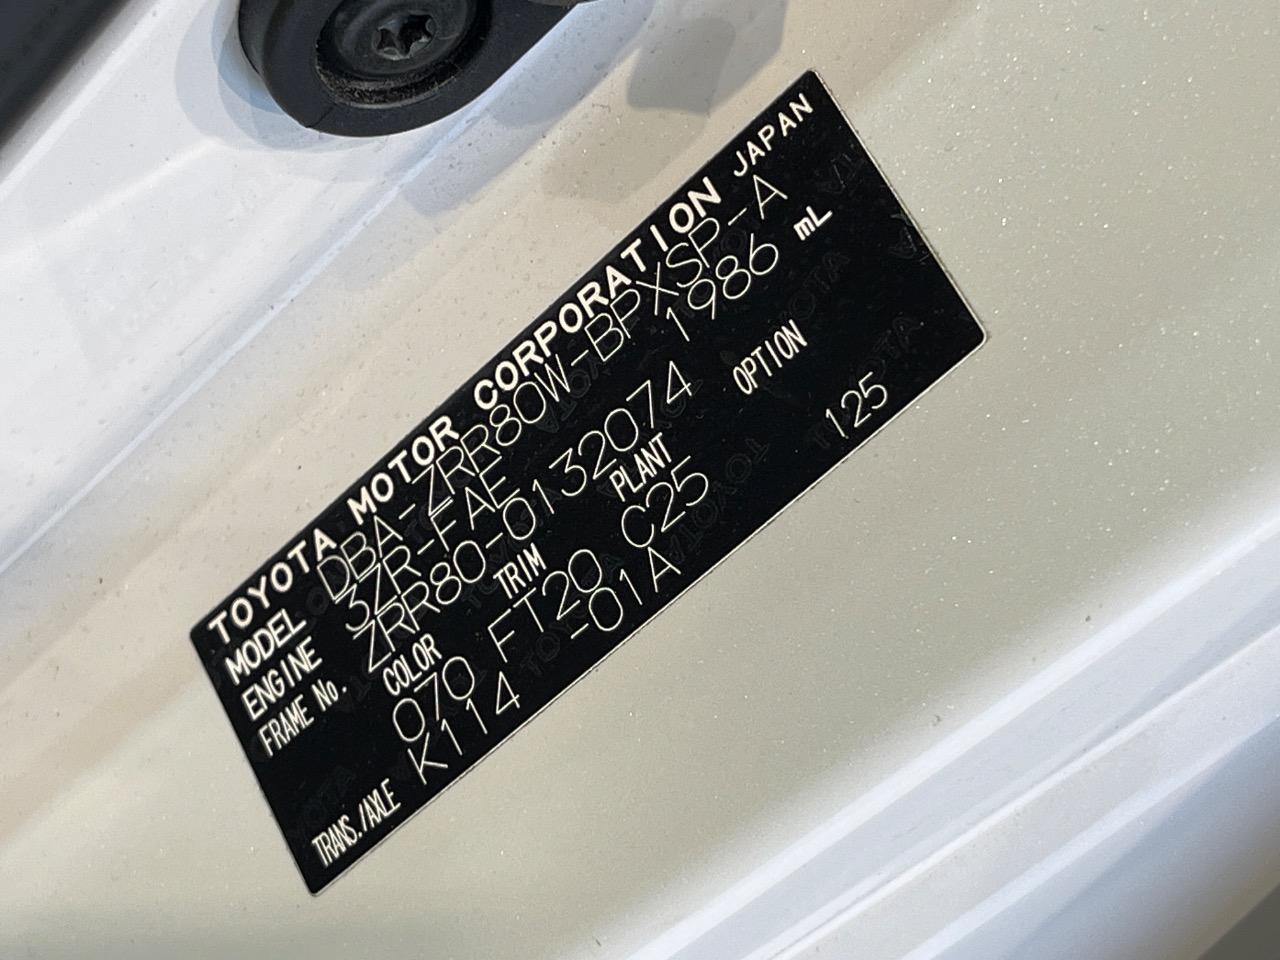 TOYOTA MOTOR CORPORATION JAPAN
MODEL DBA-ZRR80W-BPXSP-A
ENGINE 3ZR-FAE 1986 mL
FRAME No. ZRR80-0132074
COLOR TRIM PLANT OPTION
070 FT20 C25 125
TRANS./AXLE K114 -01A